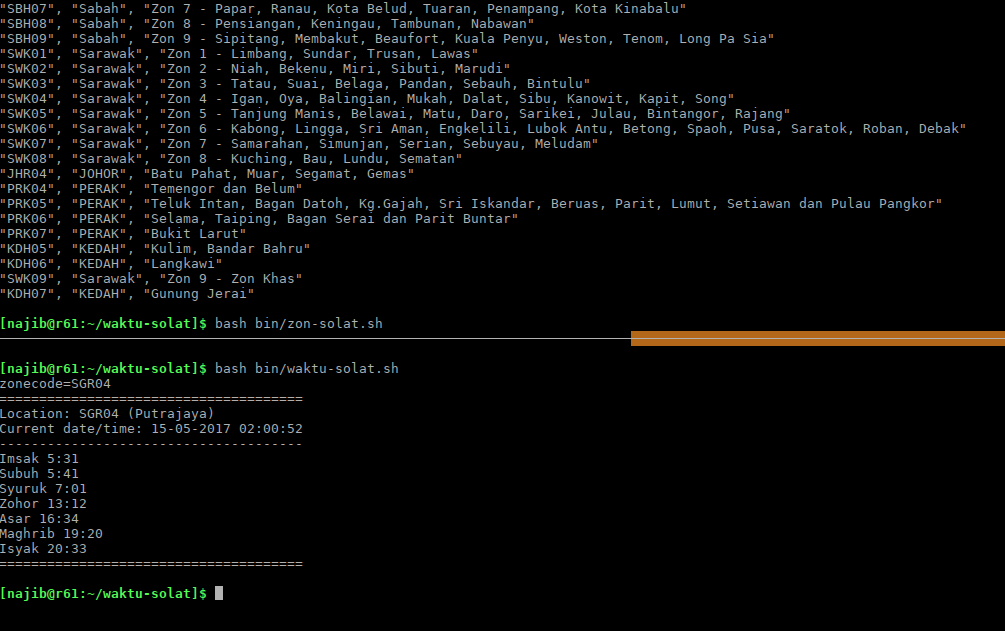 "SBH07", "Sabah", "Zon 7 - Papar, Ranau, Kota Belud, Tuaran, Penampang, Kota Kinabalu"
"SBH08", "Sabah", "Zon 8 - Pensiangan, Keningau, Tambunan, Nabawan"
"SBH09", "Sabah", "Zon 9 - Sipitang, Membakut, Beaufort, Kuala Penyu, Weston, Tenom, Long Pa Sia"
"SWK01", "Sarawak", "Zon 1 - Limbang, Sundar, Trusan, Lawas"
"SWK02", "Sarawak", "Zon 2 - Niah, Bekenu, Miri, Sibuti, Marudi"
"SWK03", "Sarawak", "Zon 3 - Tatau, Suai, Belaga, Pandan, Sebauh, Bintulu"
"SWK04", "Sarawak", "Zon 4 - Igan, Oya, Balingian, Mukah, Dalat, Sibu, Kanowit, Kapit, Song"
"SWK05", "Sarawak", "Zon 5 - Tanjung Manis, Belawai, Matu, Daro, Sarikei, Julau, Bintangor, Rajang"
"SWK06", "Sarawak", "Zon 6 - Kabong, Lingga, Sri Aman, Engkelili, Lubok Antu, Betong, Spaoh, Pusa, Saratok, Roban, Debak"
"SWK07", "Sarawak", "Zon 7 - Samarahan, Simunjan, Serian, Sebuyau, Meludam"
"SWK08", "Sarawak", "Zon 8 - Kuching, Bau, Lundu, Sematan"
"JHR04", "JOHOR", "Batu Pahat, Muar, Segamat, Gemas"
"PRK04", "PERAK", "Temengor dan Belum"
"PRK05", "PERAK", "Teluk Intan, Bagan Datoh, Kg.Gajah, Sri Iskandar, Beruas, Parit, Lumut, Setiawan dan Pulau Pangkor"
"PRK06", "PERAK", "Selama, Taiping, Bagan Serai dan Parit Buntar"
"PRK07", "PERAK", "Bukit Larut"
"KDH05", "KEDAH", "Kulim, Bandar Bahru"
"KDH06", "KEDAH", "Langkawi"
"SWK09", "Sarawak", "Zon 9 - Zon Khas"
"KDH07", "KEDAH", "Gunung Jerai"
[najib@r61:~/waktu-solat]$ bash bin/zon-solat.sh
[najib@r61:~/waktu-solat]$ bash bin/waktu-solat.sh
zonecode=SGR04
======================================
Location: SGR04 (Putrajaya)
Current date/time: 15-05-2017 02:00:52
--------------------------------------
Imsak 5:31
Subuh 5:41
Syuruk 7:01
Zohor 13:12
Asar 16:34
Maghrib 19:20
Isyak 20:33
======================================
[najib@r61:~/waktu-solat]$